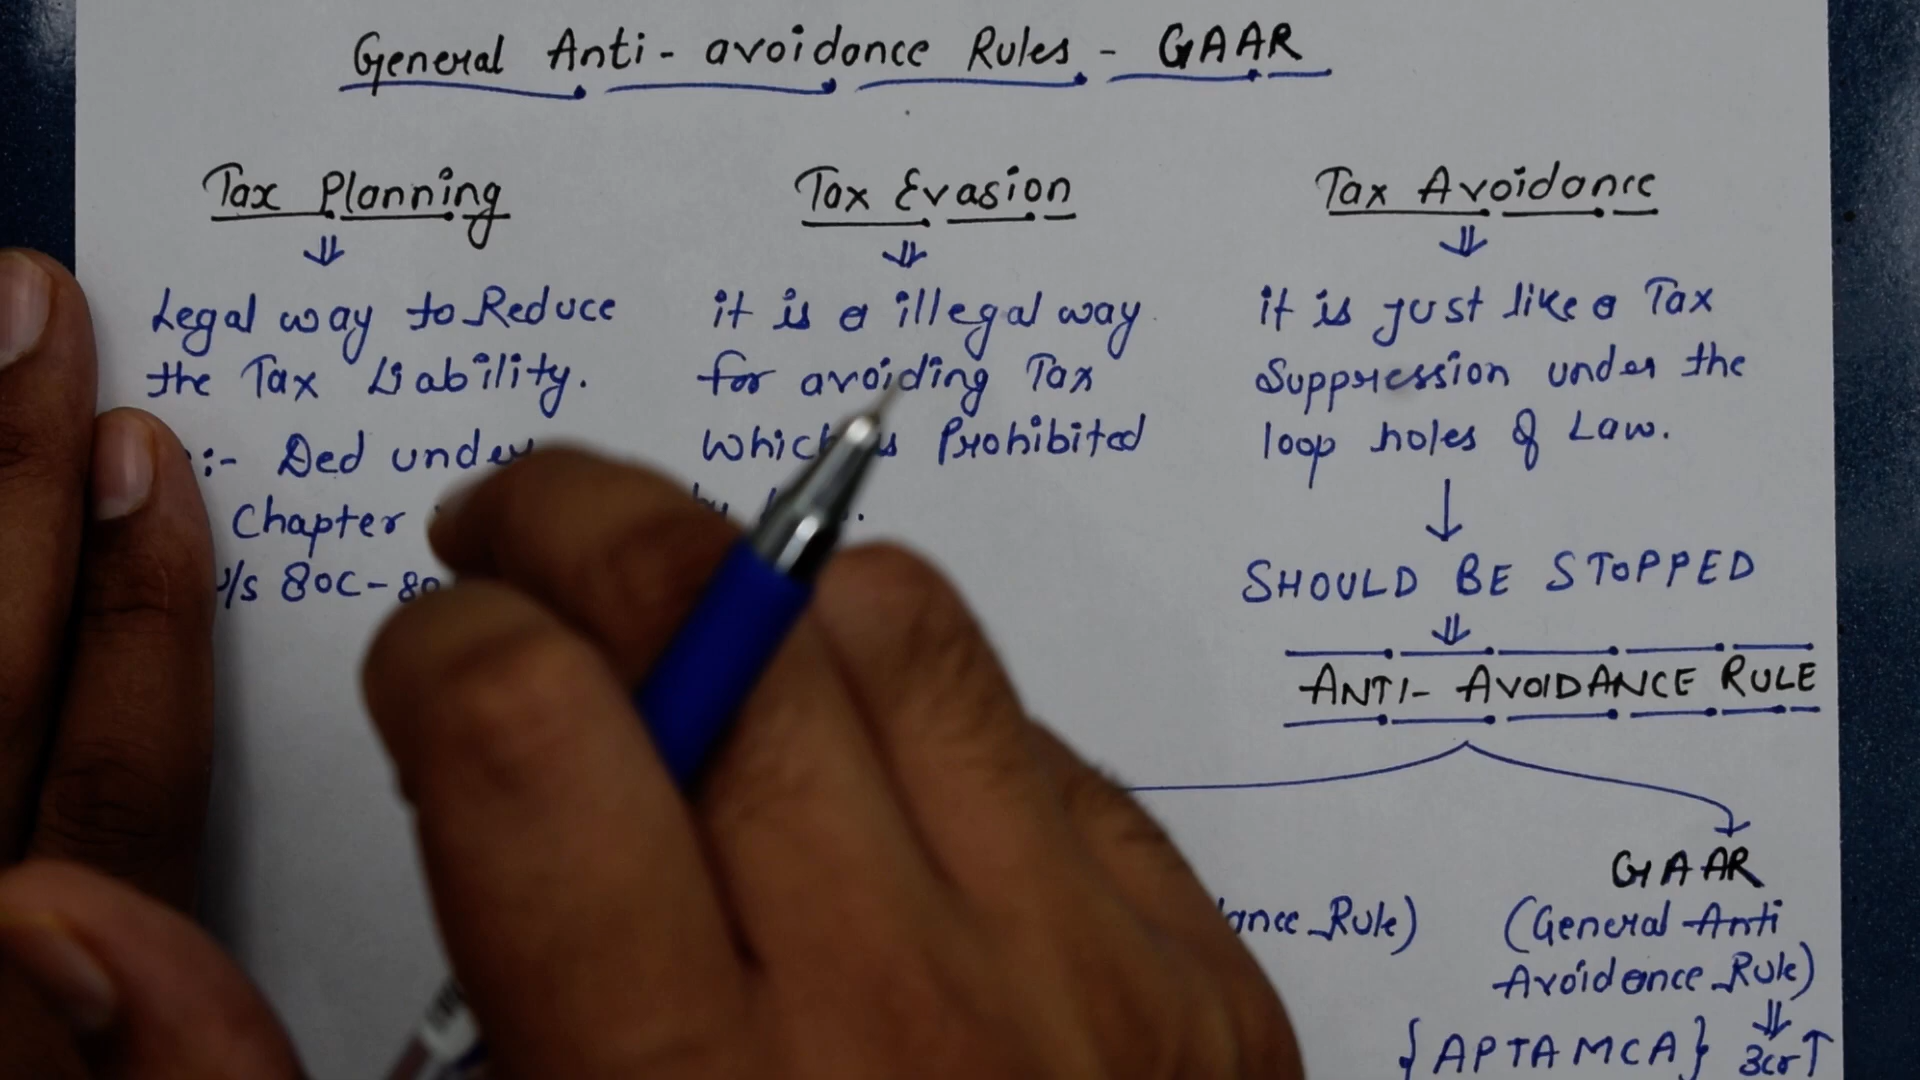 General Anti-avoidance Rules - GAAR
Tax Planning
Legal way to Reduce
the Tax Liability.
:- Ded under
Chapter
u/s 80C-80
Tax Evasion
it is a illegal way
for avoiding Tax
which is Prohibited
Tax Avoidance
it is just like a Tax
Suppression under the
loop holes of Law.
SHOULD BE STOPPED
ANTI-AVOIDANCE RULE
Rule)
GAAR
(General Anti
Avoidance Rule)
{APTAMCA} 3cr↑